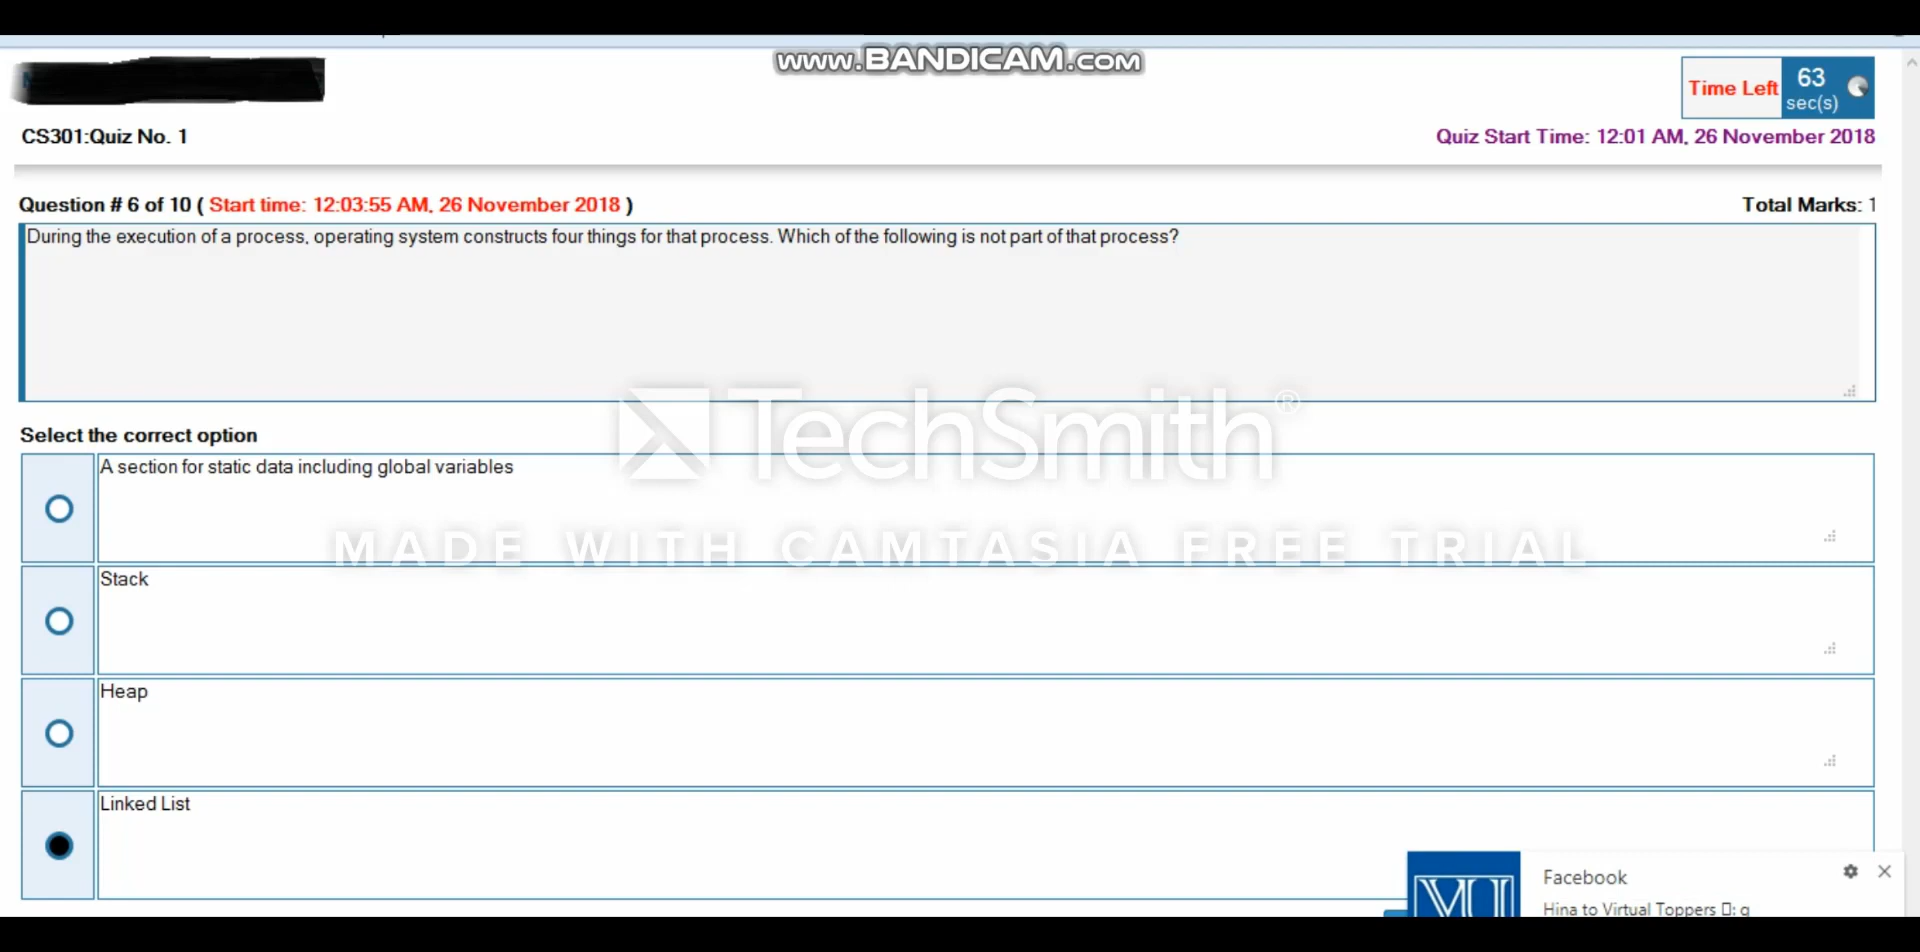 www.BANDICAM.com
Time Left 63 sec(s)
CS301:Quiz No. 1
Quiz Start Time: 12:01 AM, 26 November 2018
Question # 6 of 10 ( Start time: 12:03:55 AM, 26 November 2018 )
Total Marks: 1
During the execution of a process, operating system constructs four things for that process. Which of the following is not part of that process?
TechSmith®
Select the correct option
A section for static data including global variables
MADE WITH CAMTASIA FREE TRIAL
Stack
Heap
Linked List
VU
Facebook
Hina to Virtual Toppers : g